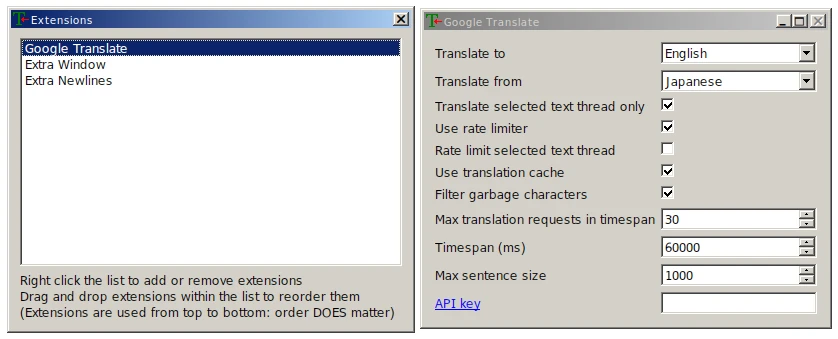 Extensions
Google Translate
Extra Window
Extra Newlines
Right click the list to add or remove extensions
Drag and drop extensions within the list to reorder them
(Extensions are used from top to bottom: order DOES matter)
Google Translate
Translate to English
Translate from Japanese
Translate selected text thread only
Use rate limiter
Rate limit selected text thread
Use translation cache
Filter garbage characters
Max translation requests in timespan 30
Timespan (ms) 60000
Max sentence size 1000
API key